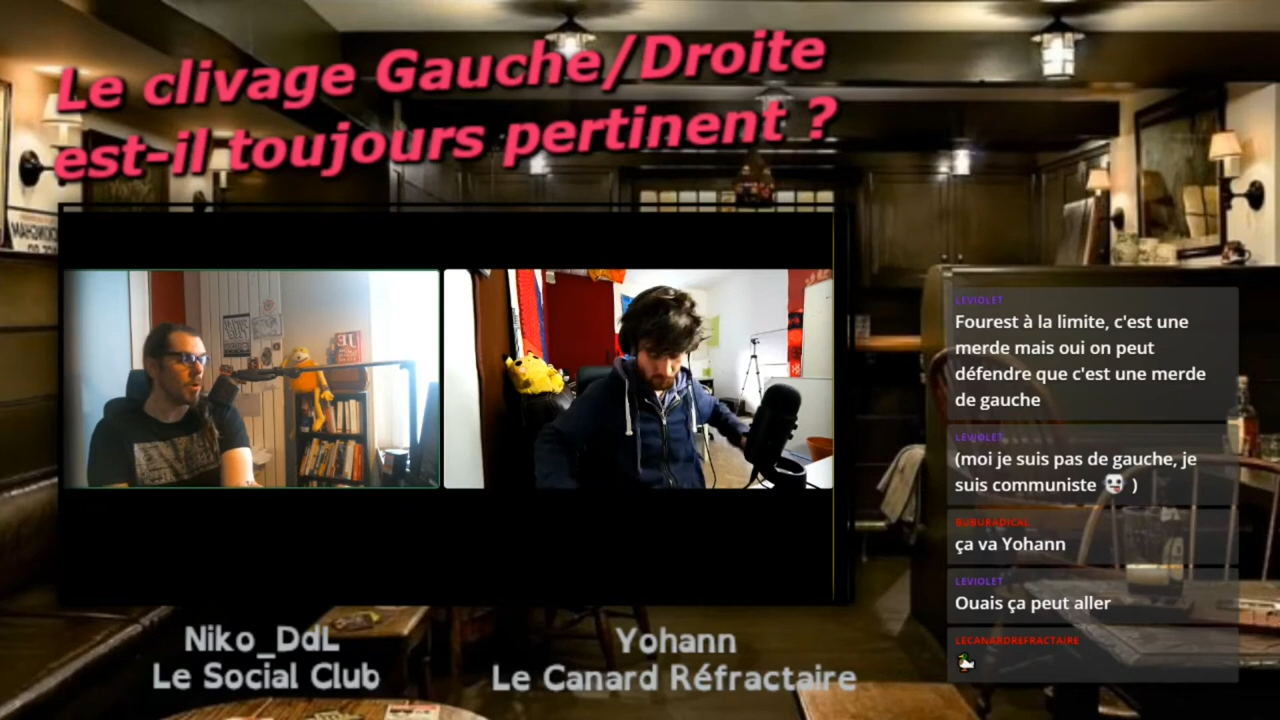 Le clivage Gauche/Droite
est-il toujours pertinent ?
LEVIOLET
Fourest à la limite, c'est une
merde mais oui on peut
défendre que c'est une merde
de gauche
LEVIOLET
(moi je suis pas de gauche, je
suis communiste 🤪 )
BUBURADICAL
ça va Yohann
LEVIOLET
Ouais ça peut aller
LECANARDREFRACTAIRE
Niko_DdL
Le Social Club
Yohann
Le Canard Réfractaire